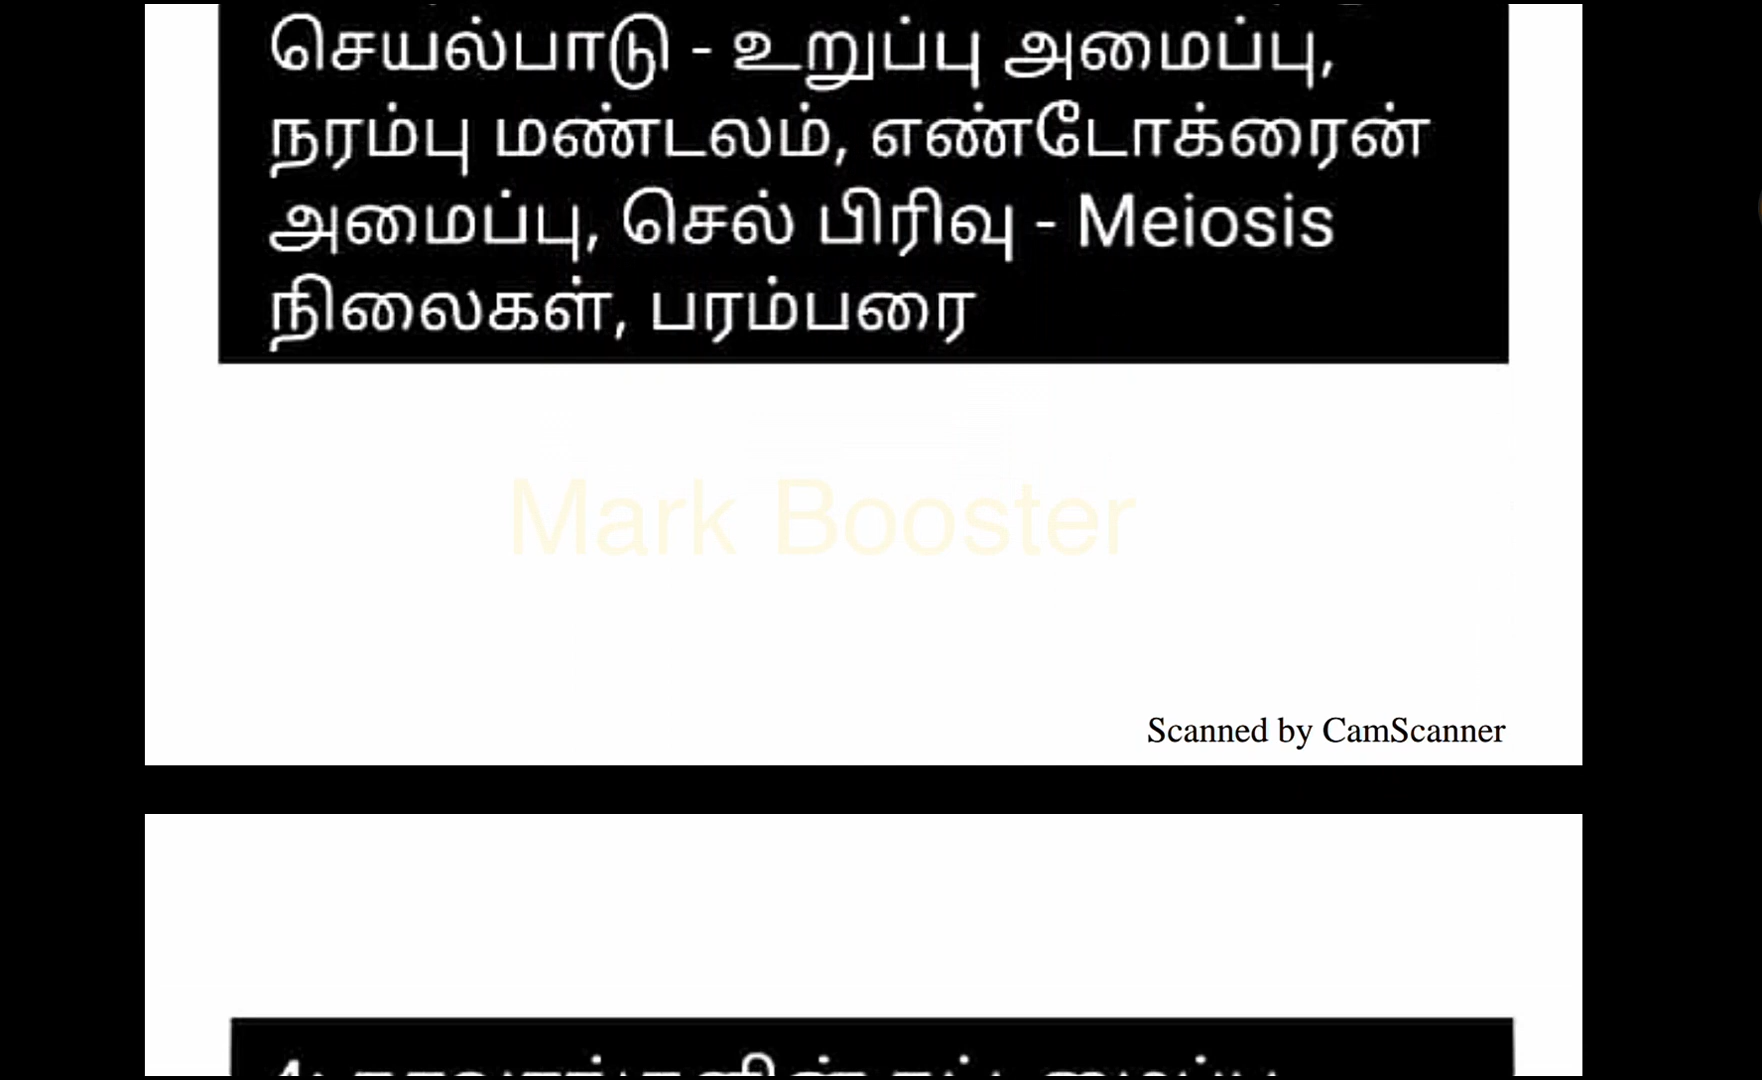 செயல்பாடு - உறுப்பு அமைப்பு,
நரம்பு மண்டலம், எண்டோக்ரைன்
அமைப்பு, செல் பிரிவு - Meiosis
நிலைகள், பரம்பரை
Mark Booster
Scanned by CamScanner